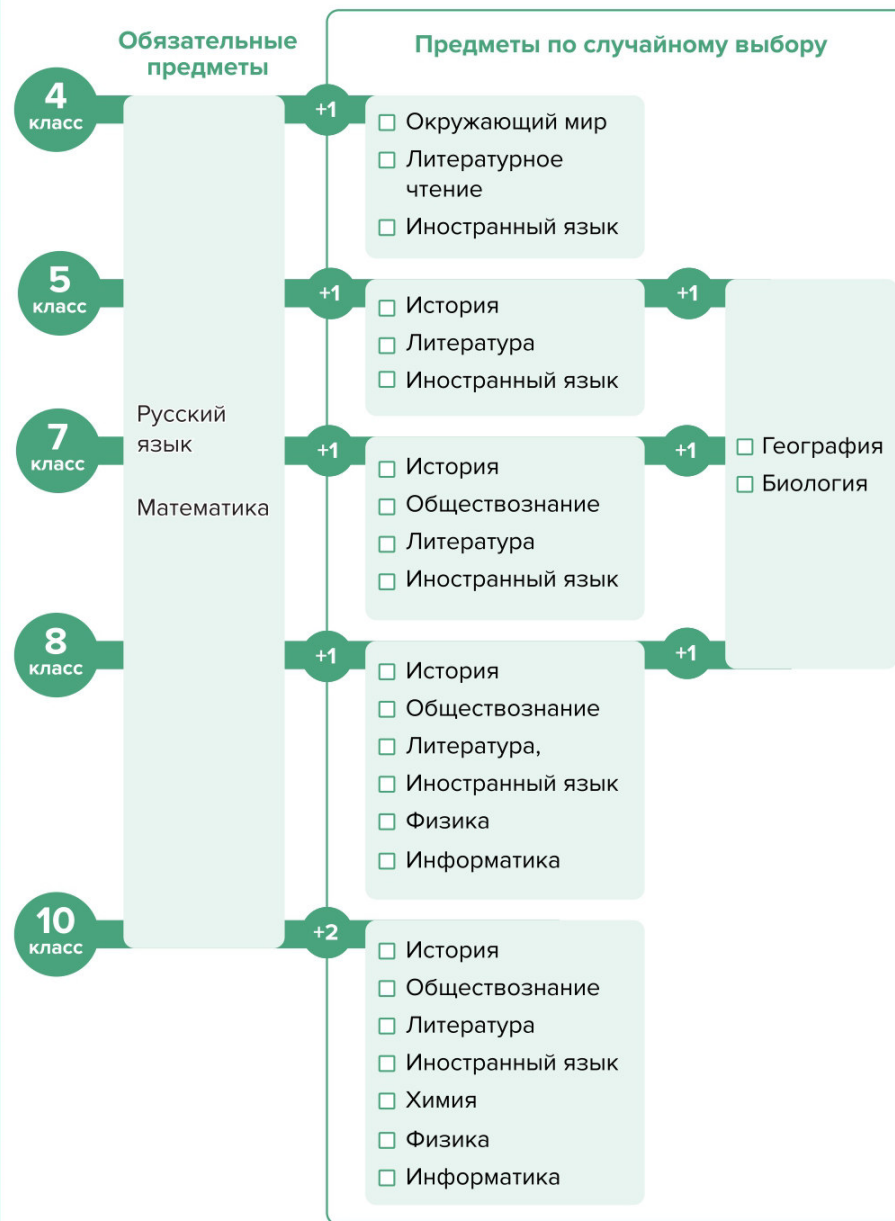 Обязательные
предметы
Предметы по случайному выбору
4
класс
+1
Окружающий мир
Литературное
чтение
Иностранный язык
5
класс
+1
История
Литература
Иностранный язык
+1
7
класс
Русский
язык
Математика
+1
История
Обществознание
Литература
Иностранный язык
+1
География
Биология
8
класс
+1
История
Обществознание
Литература,
Иностранный язык
Физика
Информатика
+1
10
класс
+2
История
Обществознание
Литература
Иностранный язык
Химия
Физика
Информатика